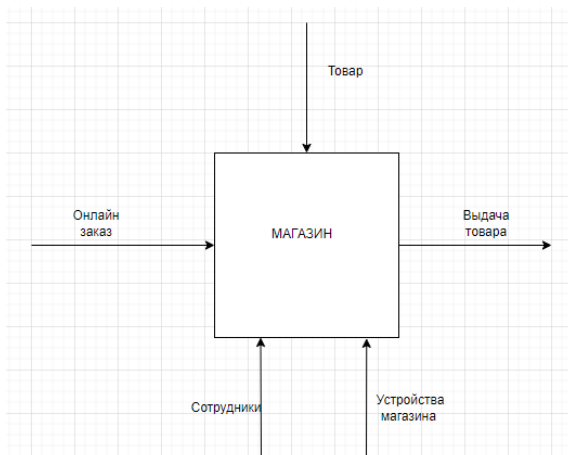 Товар
Онлайн
заказ
МАГАЗИН
Выдача
товара
Сотрудники
Устройства
магазина